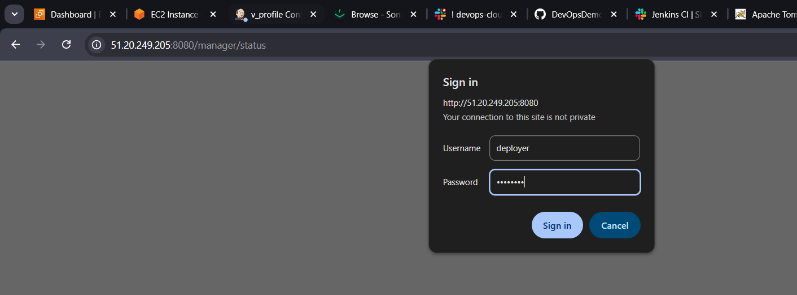 Dashboard |
EC2 Instance
v_profile Con
Browse - Son
! devops-clou
DevOpsDemo
Jenkins CI | Sl
Apache Tom
51.20.249.205:8080/manager/status
Sign in
http://51.20.249.205:8080
Your connection to this site is not private
Username deployer
Password ••••••••
Sign in Cancel